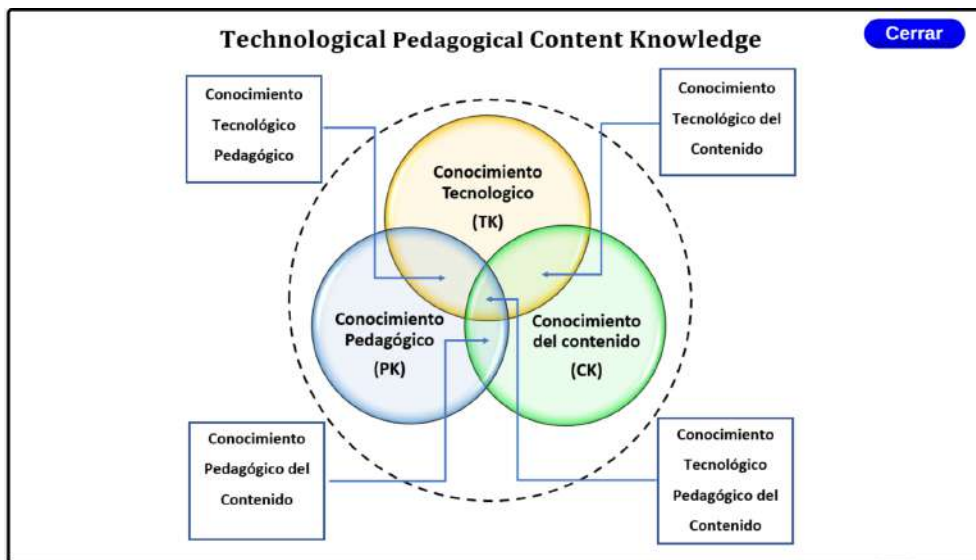 Technological Pedagogical Content Knowledge
Cerrar
Conocimiento
Tecnológico
Pedagógico
Conocimiento
Tecnológico del
Contenido
Conocimiento
Tecnologico
(TK)
Conocimiento
Pedagógico
(PK)
Conocimiento
del contenido
(CK)
Conocimiento
Pedagógico del
Contenido
Conocimiento
Tecnológico
Pedagógico del
Contenido